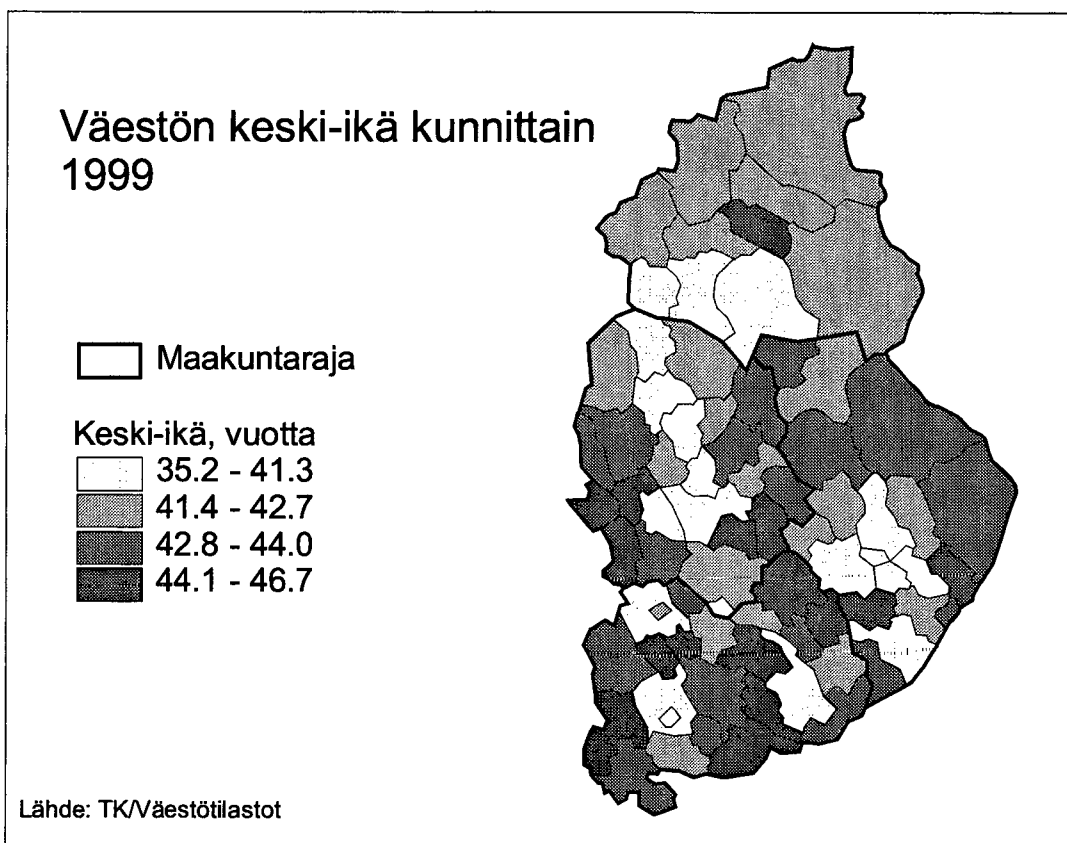 Väestön keski-ikä kunnittain
1999
Maakuntaraja
Keski-ikä, vuotta
35.2 - 41.3
41.4 - 42.7
42.8 - 44.0
44.1 - 46.7
Lähde: TK/Väestötilastot